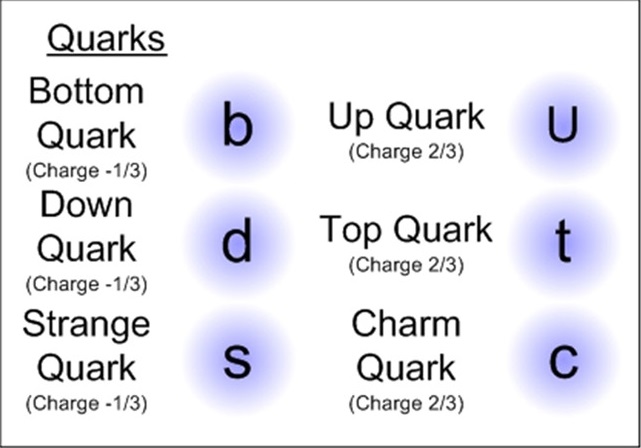 Quarks
Bottom
Quark
(Charge -1/3)
b
Up Quark
(Charge 2/3)
U
Down
Quark
(Charge -1/3)
d
Top Quark
(Charge 2/3)
t
Strange
Quark
(Charge -1/3)
s
Charm
Quark
(Charge 2/3)
c